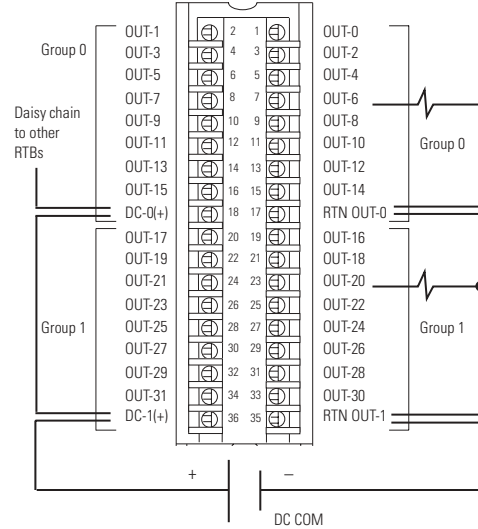 OUT-1 2 1 OUT-0
Group 0 OUT-3 4 3 OUT-2
OUT-5 6 5 OUT-4
OUT-7 8 7 OUT-6
Daisy chain
to other
RTBs
OUT-9 10 9 OUT-8
OUT-11 12 11 OUT-10 Group 0
OUT-13 14 13 OUT-12
OUT-15 16 15 OUT-14
DC-0(+) 18 17 RTN OUT-0
OUT-17 20 19 OUT-16
OUT-19 22 21 OUT-18
OUT-21 24 23 OUT-20
OUT-23 26 25 OUT-22
Group 1 OUT-25 28 27 OUT-24 Group 1
OUT-27 30 29 OUT-26
OUT-29 32 31 OUT-28
OUT-31 34 33 OUT-30
DC-1(+) 36 35 RTN OUT-1
+ –
DC COM